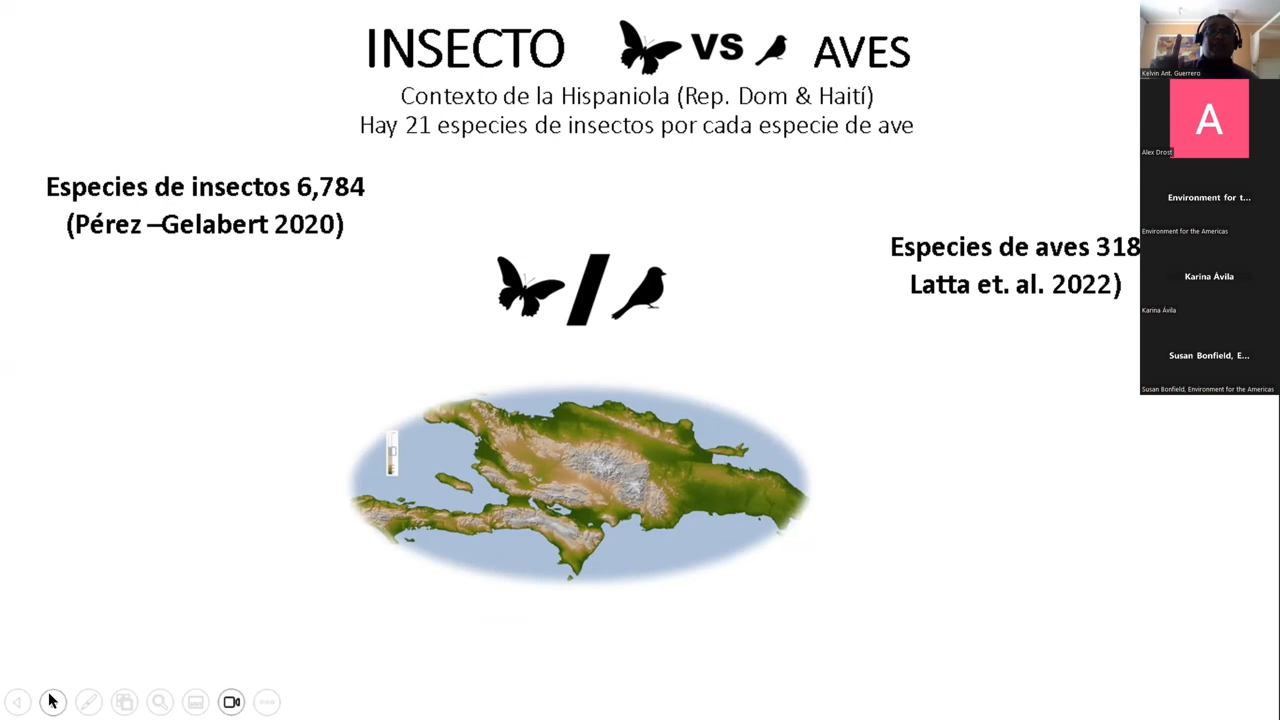 INSECTO VS AVES
Contexto de la Hispaniola (Rep. Dom & Haití)
Hay 21 especies de insectos por cada especie de ave
Especies de insectos 6,784
(Pérez –Gelabert 2020)
Especies de aves 318
Latta et. al. 2022)
Kelvin Ant. Guerrero
A
Alex Drost
Environment for t...
Environment for the Americas
Karina Ávila
Karina Ávila
Susan Bonfield, E...
Susan Bonfield, Environment for the Americas